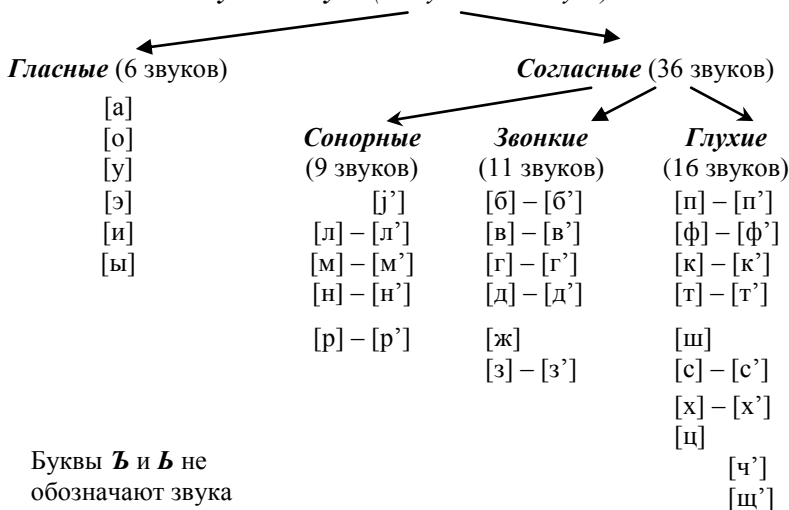 Гласные (6 звуков)
[а]
[о]
[у]
[э]
[и]
[ы]
Согласные (36 звуков)
Сонорные
(9 звуков)
[j’]
[л] – [л’]
[м] – [м’]
[н] – [н’]
[р] – [р’]
Звонкие
(11 звуков)
[б] – [б’]
[в] – [в’]
[г] – [г’]
[д] – [д’]
[ж]
[з] – [з’]
Глухие
(16 звуков)
[п] – [п’]
[ф] – [ф’]
[к] – [к’]
[т] – [т’]
[ш]
[с] – [с’]
[х] – [х’]
[ц]
[ч’]
[щ’]
Буквы Ъ и Ь не
обозначают звука